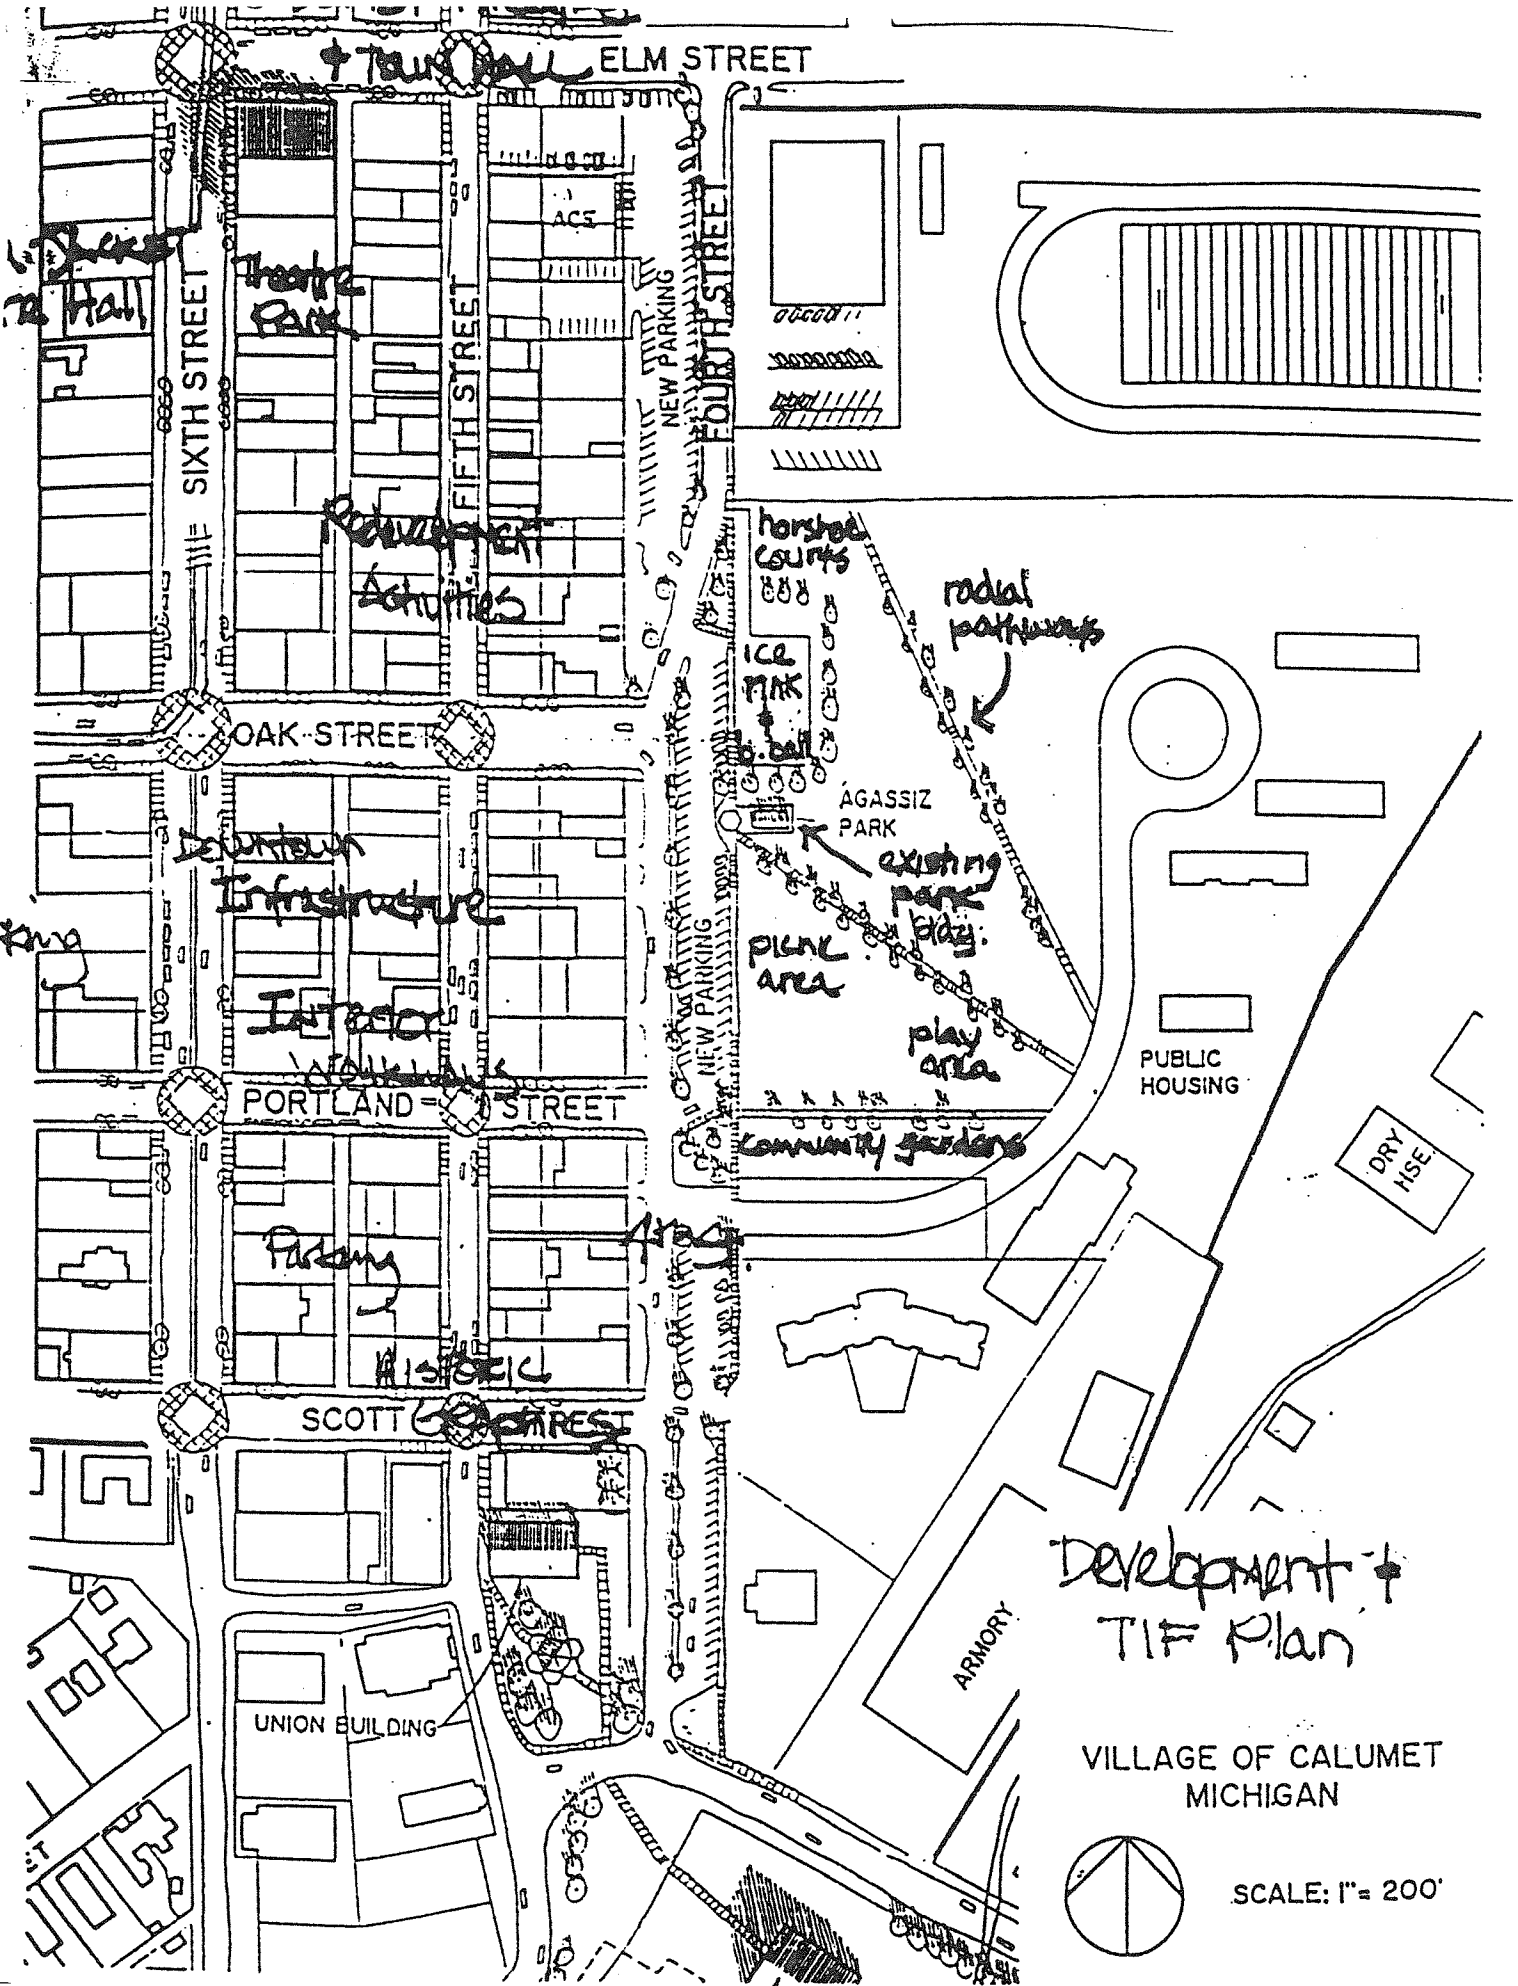 & TOWN HALL
ELM STREET
ACS
Hall
Theatre
Park
SIXTH STREET
FIFTH STREET
NEW PARKING
FOURTH STREET
Redevelopment
Activities
horshoe
courts
radial
pathways
ice
rink
&
b. ball
OAK STREET
AGASSIZ
PARK
existing
park
bldg.
Downtown
Infrastructure
picnic
area
Interior
Walkways
NEW PARKING
play
area
PUBLIC
HOUSING
PORTLAND STREET
community gardens
DRY
HSE.
Parking
Historic
SCOTT STREET
Development &
TIF Plan
ARMORY
UNION BUILDING
VILLAGE OF CALUMET
MICHIGAN
SCALE: 1"= 200'